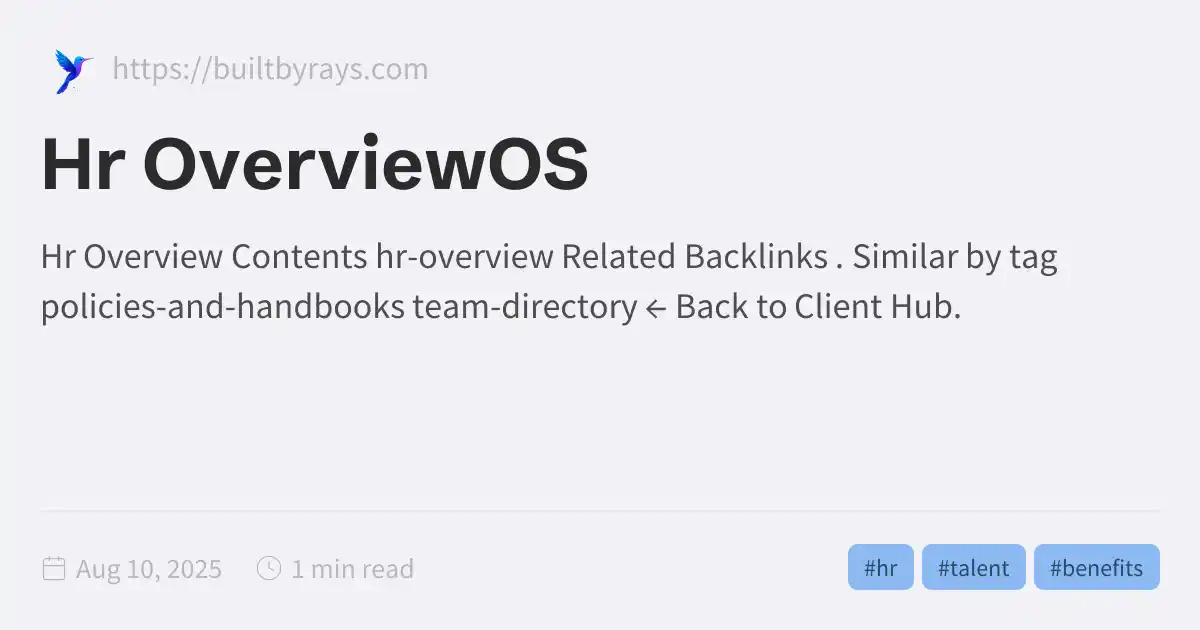 https://builtbyrays.com
Hr OverviewOS
Hr Overview Contents hr-overview Related Backlinks . Similar by tag
policies-and-handbooks team-directory ← Back to Client Hub.
Aug 10, 2025 1 min read #hr #talent #benefits